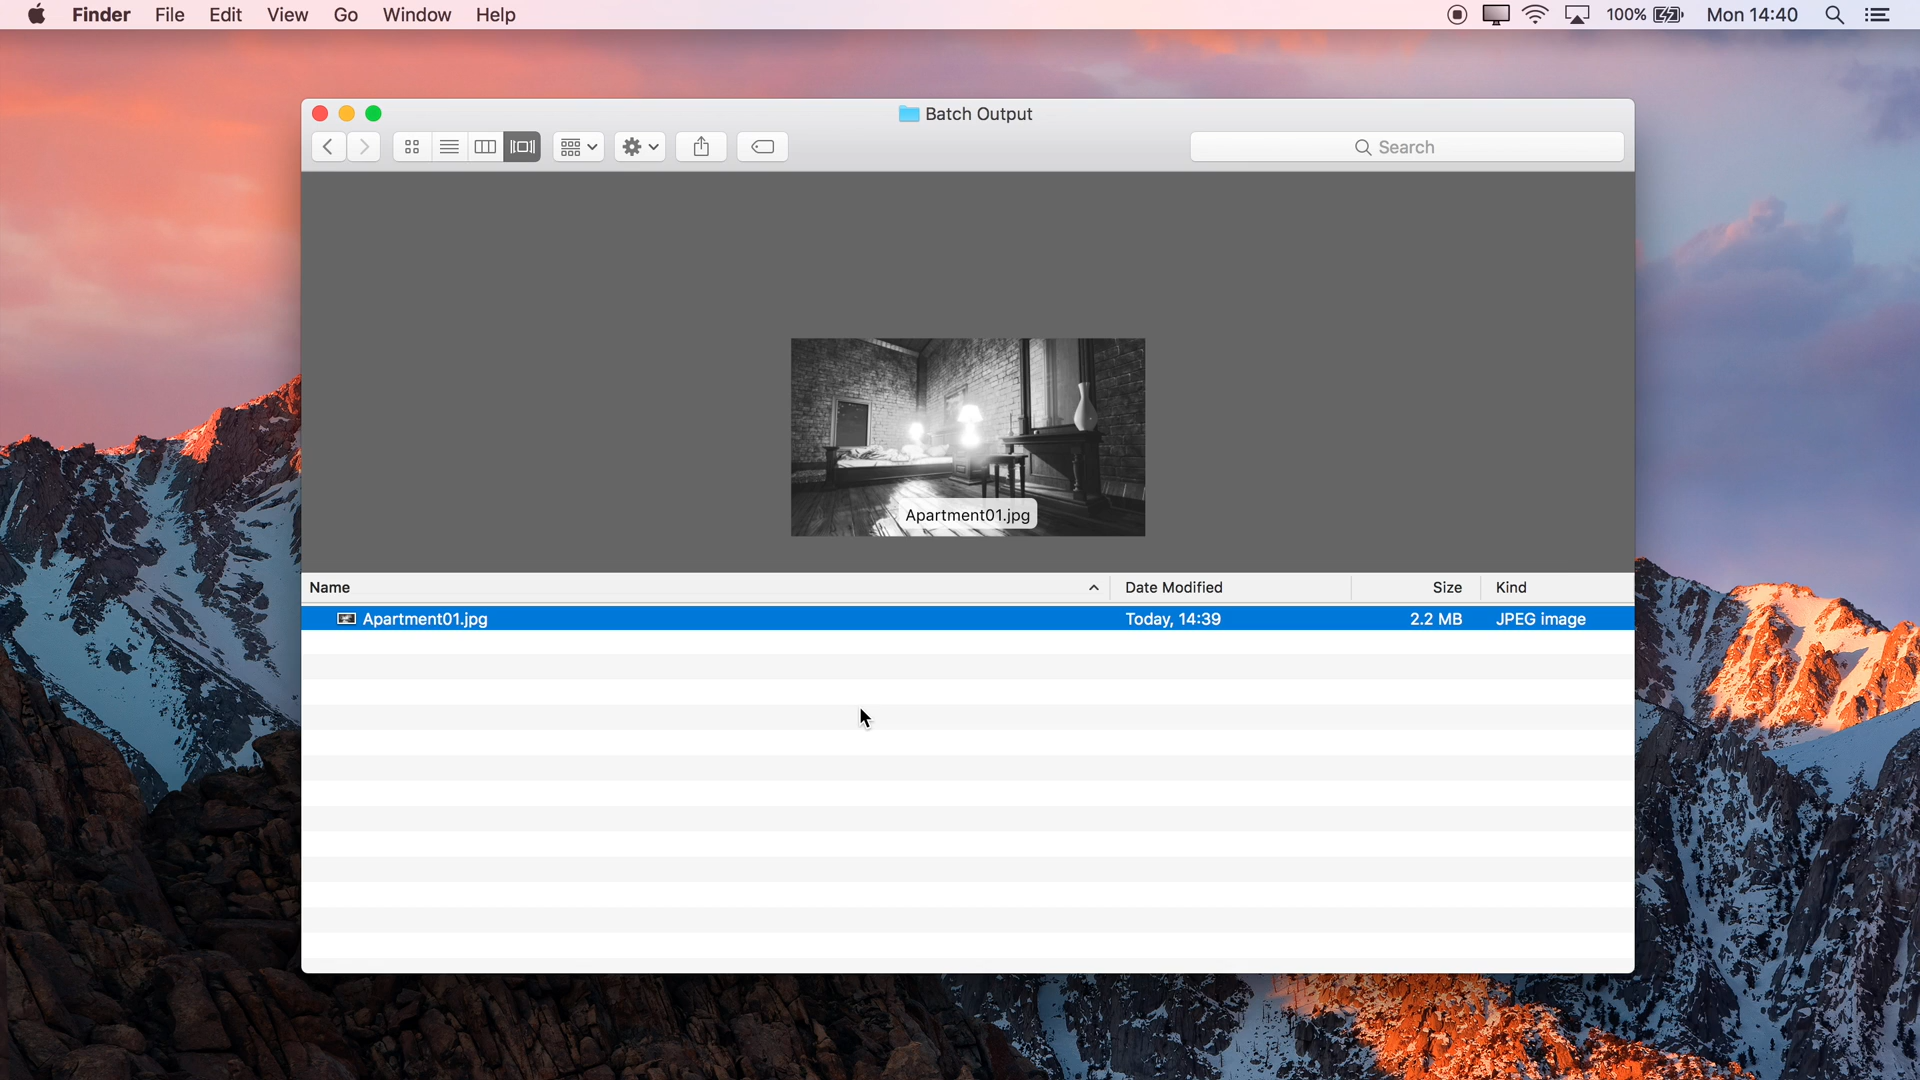 Finder File Edit View Go Window Help 100% Mon 14:40
Batch Output
Search
Apartment01.jpg
Name Date Modified Size Kind
Apartment01.jpg Today, 14:39 2.2 MB JPEG image